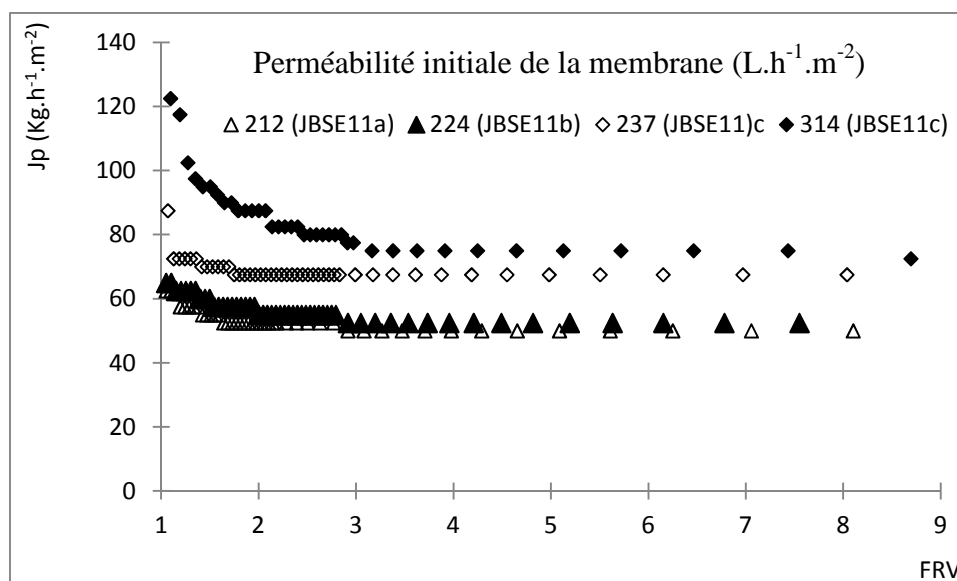 Perméabilité initiale de la membrane (L.h⁻¹.m⁻²)
212 (JBSE11a) 224 (JBSE11b) 237 (JBSE11)c 314 (JBSE11c)
Jp (Kg.h⁻¹.m⁻²)
140
120
100
80
60
40
20
0
1 2 3 4 5 6 7 8 9
FRV